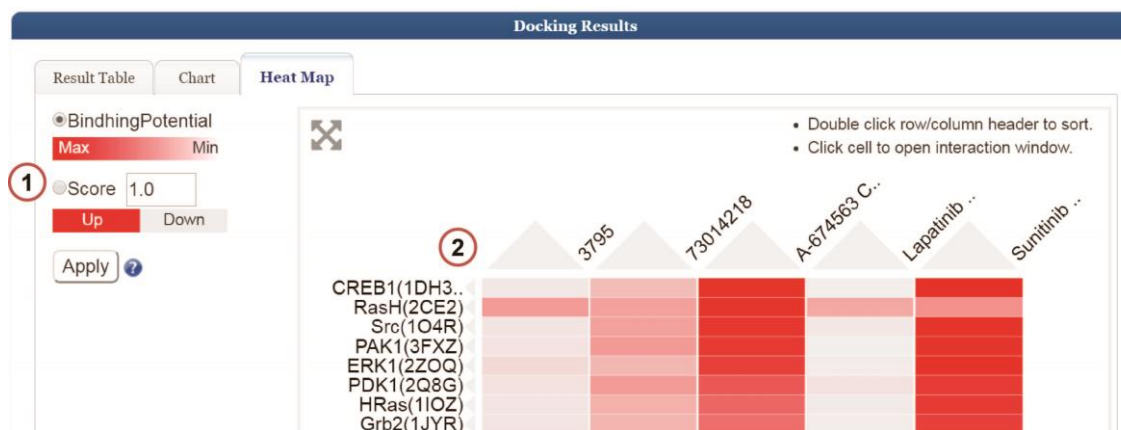 Docking Results
Result Table
Chart
Heat Map
BindhingPotential
Max Min
1
Score 1.0
Up Down
Apply ?
• Double click row/column header to sort.
• Click cell to open interaction window.
2
3795
73014218
A-674563 C..
Lapatinib ..
Sunitinib ..
CREB1(1DH3..
RasH(2CE2)
Src(1O4R)
PAK1(3FXZ)
ERK1(2ZOQ)
PDK1(2Q8G)
HRas(1IOZ)
Grb2(1JYR)